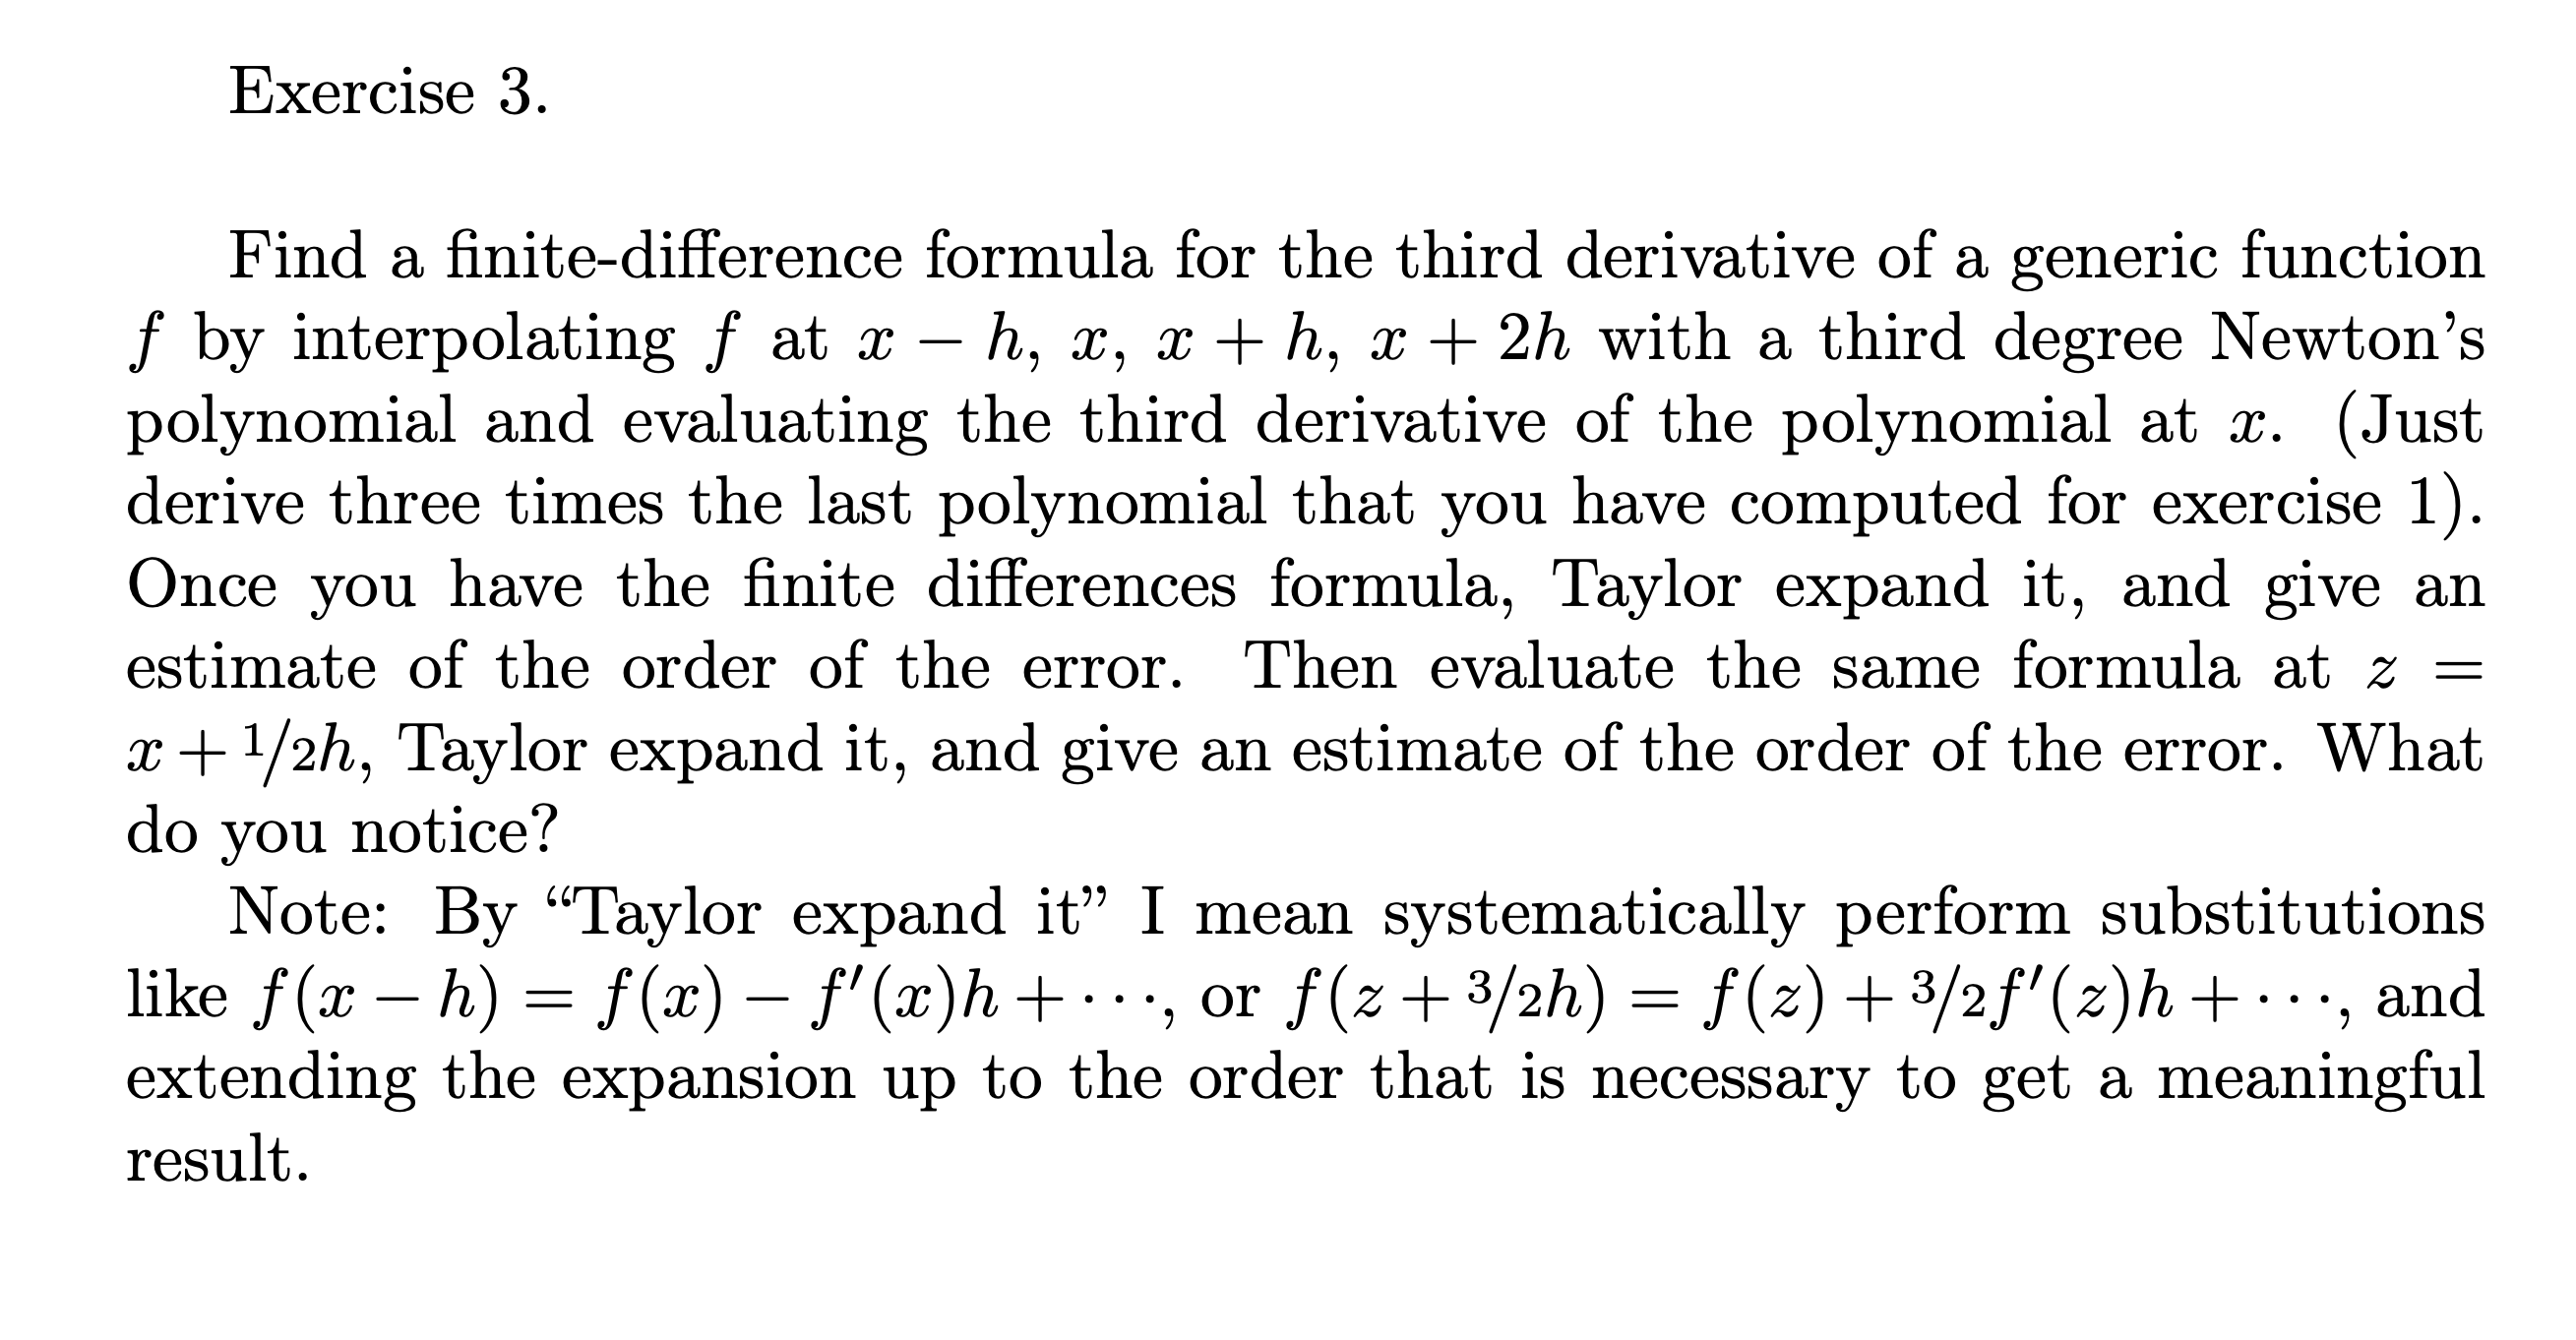 Exercise 3.
Find a finite-difference formula for the third derivative of a generic function
f by interpolating f at x − h, x, x + h, x + 2h with a third degree Newton’s
polynomial and evaluating the third derivative of the polynomial at x. (Just
derive three times the last polynomial that you have computed for exercise 1).
Once you have the finite differences formula, Taylor expand it, and give an
estimate of the order of the error. Then evaluate the same formula at z =
x + 1/2h, Taylor expand it, and give an estimate of the order of the error. What
do you notice?
Note: By “Taylor expand it” I mean systematically perform substitutions
like f(x − h) = f(x) − f′(x)h + · · ·, or f(z + 3/2h) = f(z) + 3/2f′(z)h + · · ·, and
extending the expansion up to the order that is necessary to get a meaningful
result.